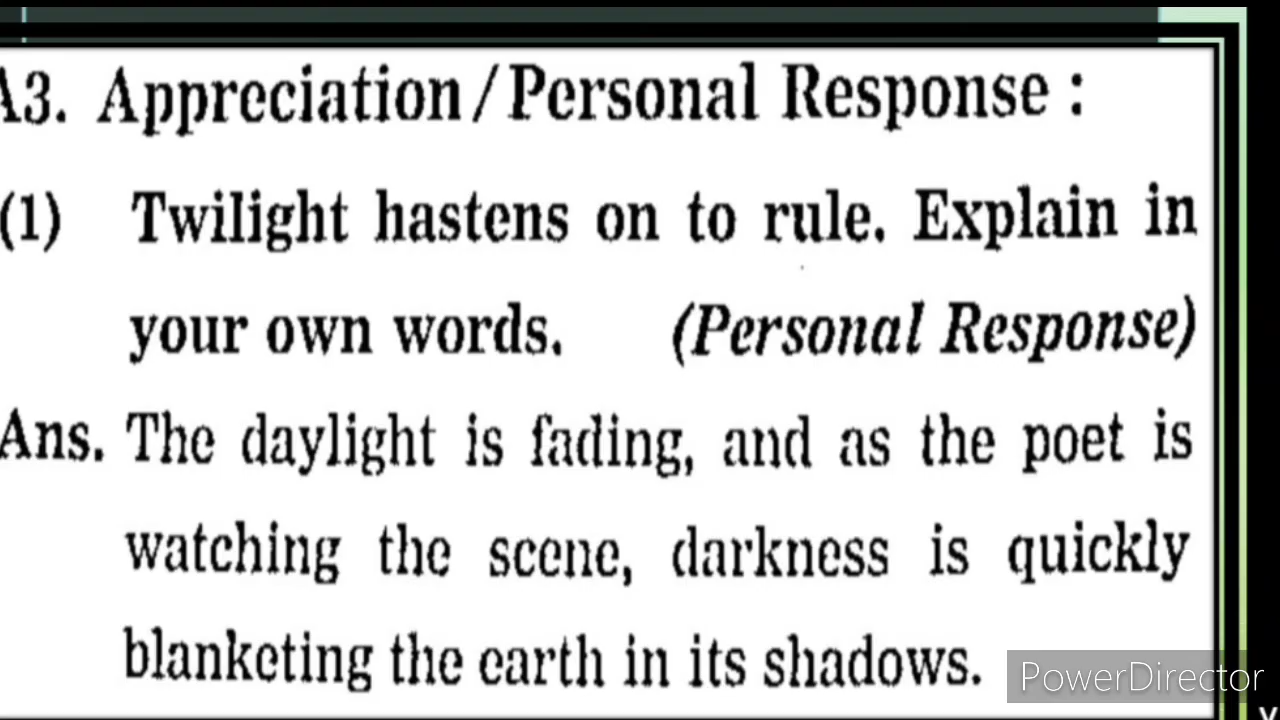 A3. Appreciation/Personal Response :
(1) Twilight hastens on to rule. Explain in
your own words. (Personal Response)
Ans. The daylight is fading, and as the poet is
watching the scene, darkness is quickly
blanketing the earth in its shadows.
PowerDirector